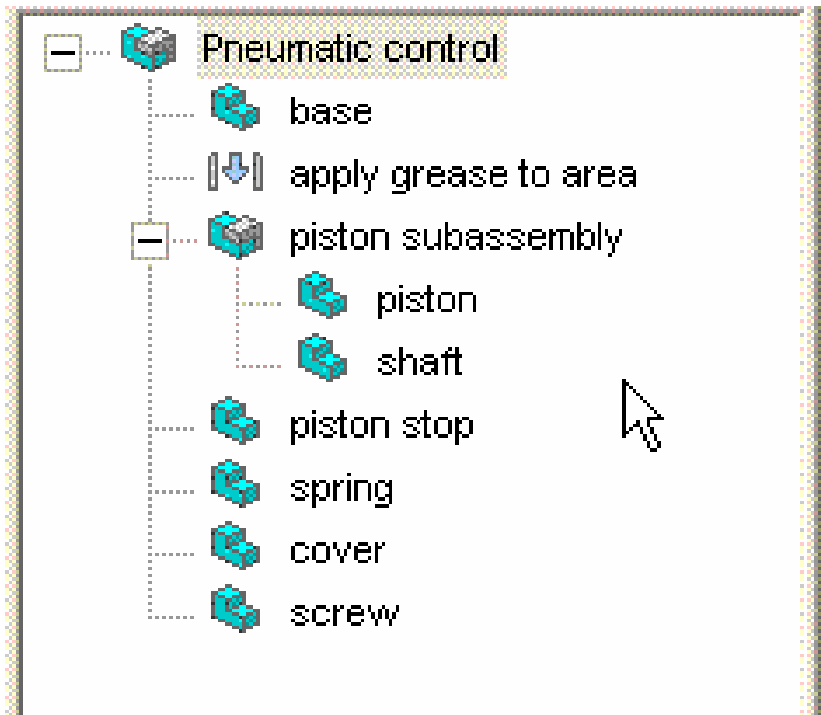 Pneumatic control
base
apply grease to area
piston subassembly
piston
shaft
piston stop
spring
cover
screw